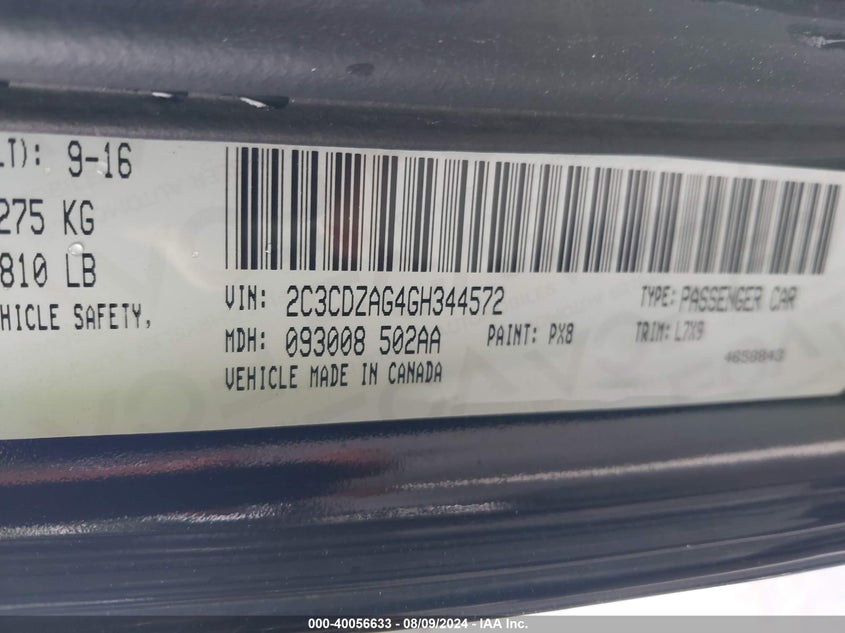 LT): 9-16
275 KG
810 LB
HICLE SAFETY,
VIN: 2C3CDZAG4GH344572
TYPE: PASSENGER CAR
MDH: 093008 502AA
PAINT: PX8
TRIM: L7X9
VEHICLE MADE IN CANADA
4658843
000-40056633 - 08/09/2024 - IAA Inc.